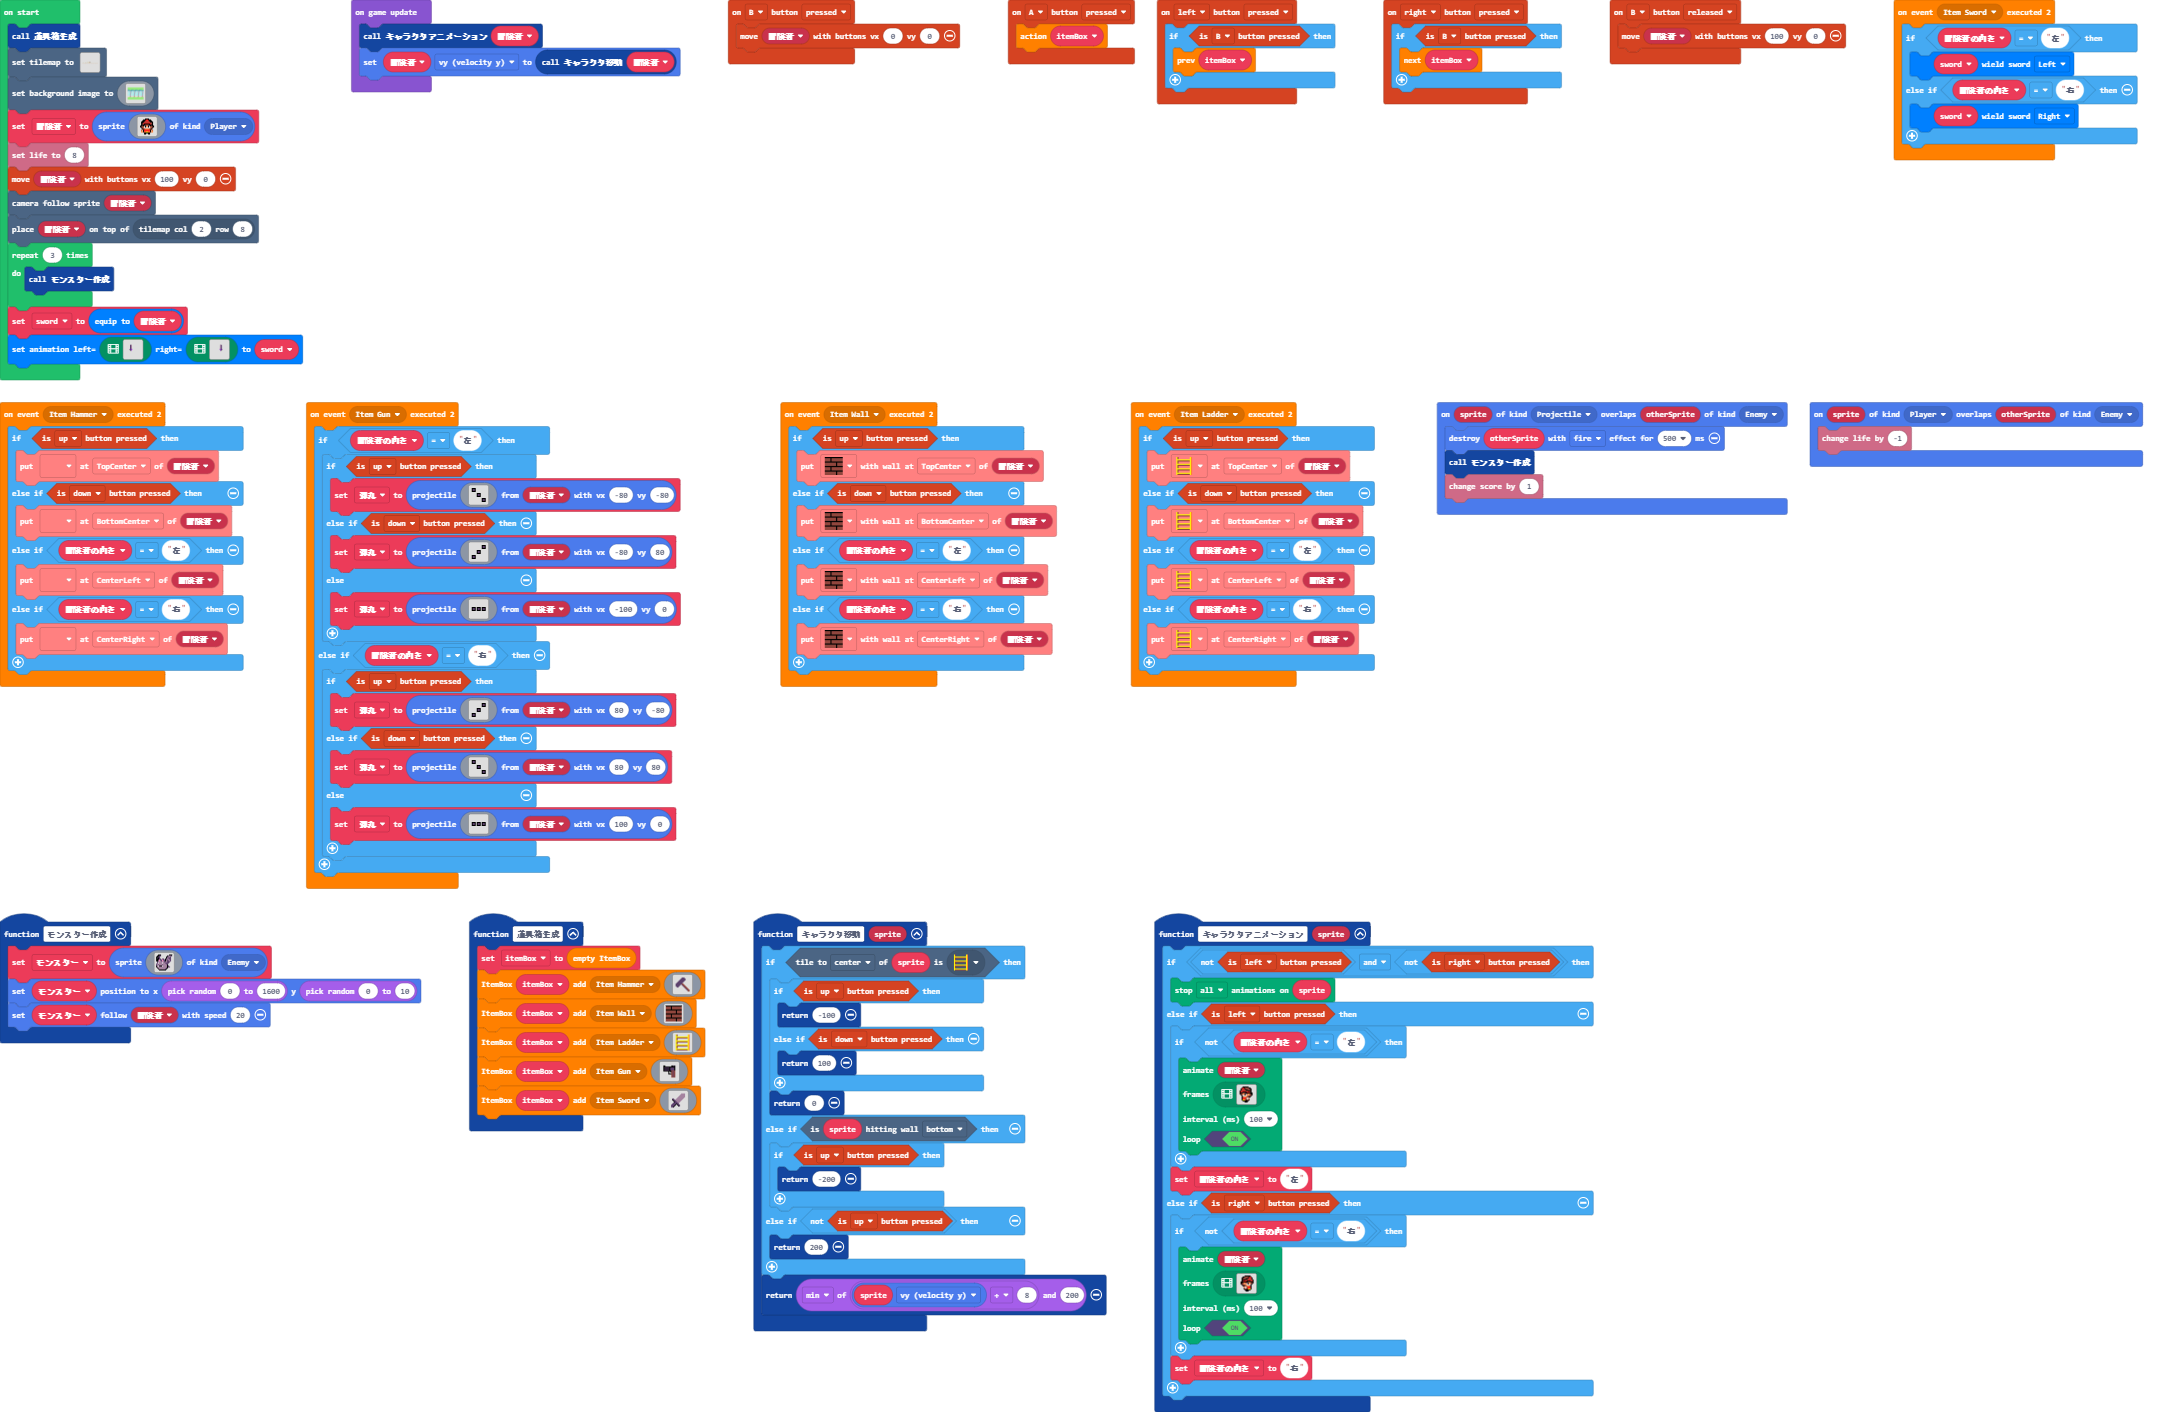 on start
call 道具箱生成
set tilemap to
set background image to
set 冒険者 to sprite of kind Player
set life to 8
move 冒険者 with buttons vx 100 vy 0
camera follow sprite 冒険者
place 冒険者 on top of tilemap col 2 row 8
repeat 3 times
do call モンスター作成
set sword to equip to 冒険者
set animation left= right= to sword
on game update
call キャラクタアニメーション 冒険者
set 冒険者 vy (velocity y) to call キャラクタ移動 冒険者
on B button pressed
move 冒険者 with buttons vx 0 vy 0
on A button pressed
action itemBox
on left button pressed
if is B button pressed then
prev itemBox
on right button pressed
if is B button pressed then
next itemBox
on B button released
move 冒険者 with buttons vx 100 vy 0
on event Item Sword executed 2
if 冒険者の向き = "左" then
sword wield sword Left
else if 冒険者の向き = "右" then
sword wield sword Right
on event Item Hammer executed 2
if is up button pressed then
put at TopCenter of 冒険者
else if is down button pressed then
put at BottomCenter of 冒険者
else if 冒険者の向き = "左" then
put at CenterLeft of 冒険者
else if 冒険者の向き = "右" then
put at CenterRight of 冒険者
on event Item Gun executed 2
if 冒険者の向き = "左" then
if is up button pressed then
set 弾丸 to projectile from 冒険者 with vx -80 vy -80
else if is down button pressed then
set 弾丸 to projectile from 冒険者 with vx -80 vy 80
else
set 弾丸 to projectile from 冒険者 with vx -100 vy 0
else if 冒険者の向き = "右" then
if is up button pressed then
set 弾丸 to projectile from 冒険者 with vx 80 vy -80
else if is down button pressed then
set 弾丸 to projectile from 冒険者 with vx 80 vy 80
else
set 弾丸 to projectile from 冒険者 with vx 100 vy 0
on event Item Wall executed 2
if is up button pressed then
put with wall at TopCenter of 冒険者
else if is down button pressed then
put with wall at BottomCenter of 冒険者
else if 冒険者の向き = "左" then
put with wall at CenterLeft of 冒険者
else if 冒険者の向き = "右" then
put with wall at CenterRight of 冒険者
on event Item Ladder executed 2
if is up button pressed then
put at TopCenter of 冒険者
else if is down button pressed then
put at BottomCenter of 冒険者
else if 冒険者の向き = "左" then
put at CenterLeft of 冒険者
else if 冒険者の向き = "右" then
put at CenterRight of 冒険者
on sprite of kind Projectile overlaps otherSprite of kind Enemy
destroy otherSprite with fire effect for 500 ms
call モンスター作成
change score by 1
on sprite of kind Player overlaps otherSprite of kind Enemy
change life by -1
function モンスター作成
set モンスター to sprite of kind Enemy
set モンスター position to x pick random 0 to 1600 y pick random 0 to 10
set モンスター follow 冒険者 with speed 20
function 道具箱生成
set itemBox to empty ItemBox
ItemBox itemBox add Item Hammer
ItemBox itemBox add Item Wall
ItemBox itemBox add Item Ladder
ItemBox itemBox add Item Gun
ItemBox itemBox add Item Sword
function キャラクタ移動 sprite
if tile to center of sprite is then
if is up button pressed then
return -100
else if is down button pressed then
return 100
return 0
else if is sprite hitting wall bottom then
if is up button pressed then
return -200
else if not is up button pressed then
return 200
return min of sprite vy (velocity y) + 8 and 200
function キャラクタアニメーション sprite
if not is left button pressed and not is right button pressed then
stop all animations on sprite
else if is left button pressed then
if not 冒険者の向き = "左" then
animate 冒険者
frames
interval (ms) 100
loop ON
set 冒険者の向き to "左"
else if is right button pressed then
if not 冒険者の向き = "右" then
animate 冒険者
frames
interval (ms) 100
loop ON
set 冒険者の向き to "右"